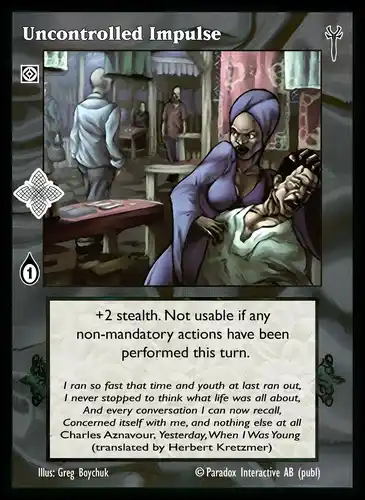 Uncontrolled Impulse
1
+2 stealth. Not usable if any
non-mandatory actions have been
performed this turn.
I ran so fast that time and youth at last ran out,
I never stopped to think what life was all about,
And every conversation I can now recall,
Concerned itself with me, and nothing else at all
Charles Aznavour, Yesterday, When I Was Young
(translated by Herbert Kretzmer)
Illus: Greg Boychuk
© Paradox Interactive AB (publ)